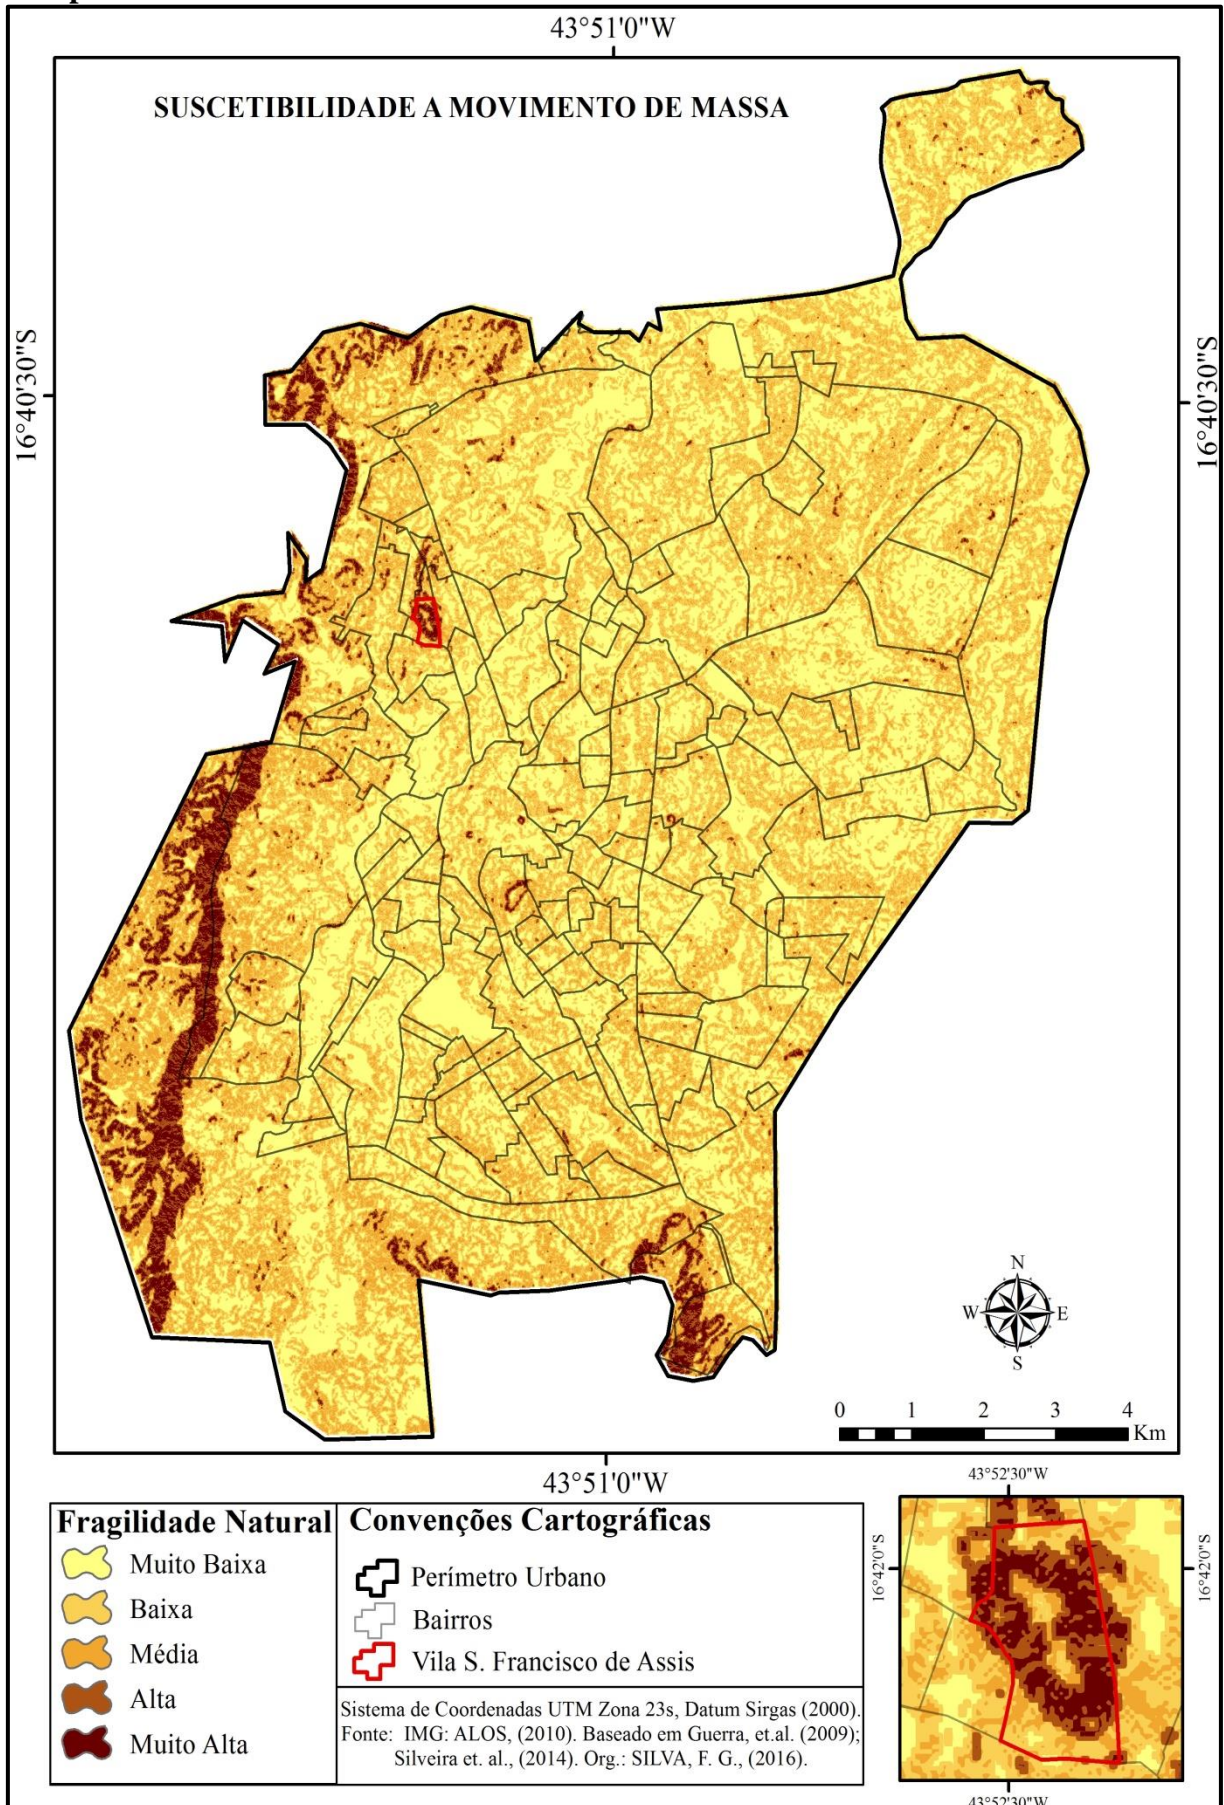 43°51'0"W
SUSCETIBILIDADE A MOVIMENTO DE MASSA
16°40'30"S
16°40'30"S
N
W
E
S
0 1 2 3 4
Km
43°51'0"W
Fragilidade Natural
Muito Baixa
Baixa
Média
Alta
Muito Alta
Convenções Cartográficas
Perímetro Urbano
Bairros
Vila S. Francisco de Assis
Sistema de Coordenadas UTM Zona 23s, Datum Sirgas (2000).
Fonte: IMG: ALOS, (2010). Baseado em Guerra, et.al. (2009);
Silveira et. al., (2014). Org.: SILVA, F. G., (2016).
43°52'30"W
16°42'0"S
16°42'0"S
43°52'30"W